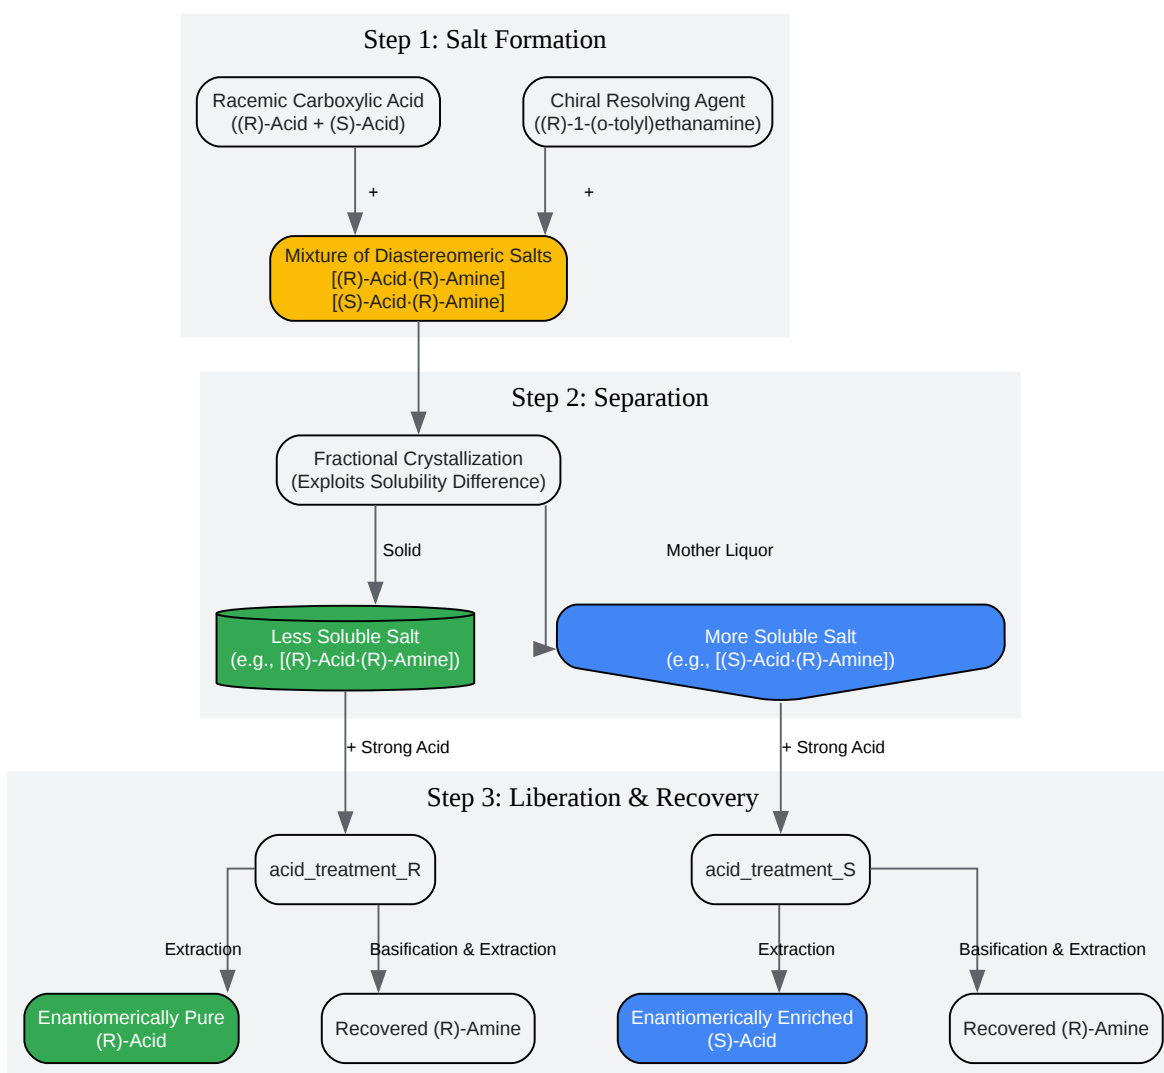 Step 1: Salt Formation
Racemic Carboxylic Acid
((R)-Acid + (S)-Acid)
Chiral Resolving Agent
((R)-1-(o-tolyl)ethanamine)
+
+
Mixture of Diastereomeric Salts
[(R)-Acid·(R)-Amine]
[(S)-Acid·(R)-Amine]
Step 2: Separation
Fractional Crystallization
(Exploits Solubility Difference)
Solid
Mother Liquor
Less Soluble Salt
(e.g., [(R)-Acid·(R)-Amine])
More Soluble Salt
(e.g., [(S)-Acid·(R)-Amine])
+ Strong Acid
+ Strong Acid
Step 3: Liberation & Recovery
acid_treatment_R
acid_treatment_S
Extraction
Basification & Extraction
Extraction
Basification & Extraction
Enantiomerically Pure
(R)-Acid
Recovered (R)-Amine
Enantiomerically Enriched
(S)-Acid
Recovered (R)-Amine